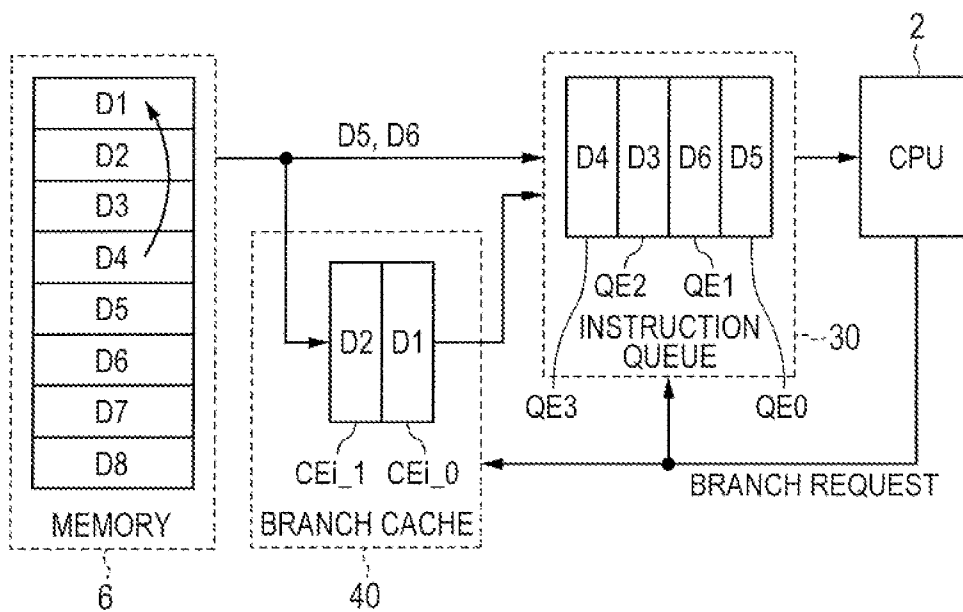 2
D1
D2
D3
D4
D5
D6
D7
D8
MEMORY
6
D5, D6
D2 D1
CEi_1 CEi_0
BRANCH CACHE
40
D4 D3 D6 D5
QE2 QE1
INSTRUCTION
QUEUE
30
QE3 QE0
CPU
BRANCH REQUEST